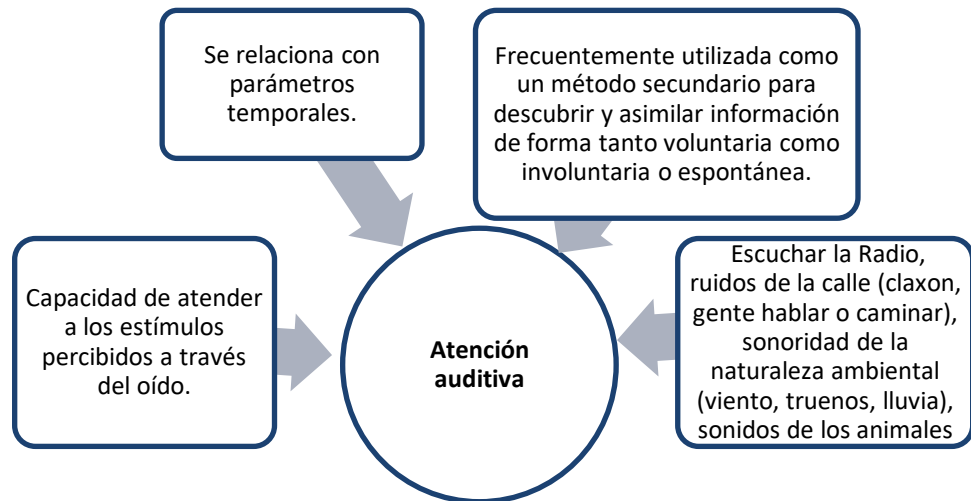 Se relaciona con
parámetros
temporales.
Frecuentemente utilizada como
un método secundario para
descubrir y asimilar información
de forma tanto voluntaria como
involuntaria o espontánea.
Capacidad de atender
a los estímulos
percibidos a través
del oído.
Atención
auditiva
Escuchar la Radio,
ruidos de la calle (claxon,
gente hablar o caminar),
sonoridad de la
naturaleza ambiental
(viento, truenos, lluvia),
sonidos de los animales